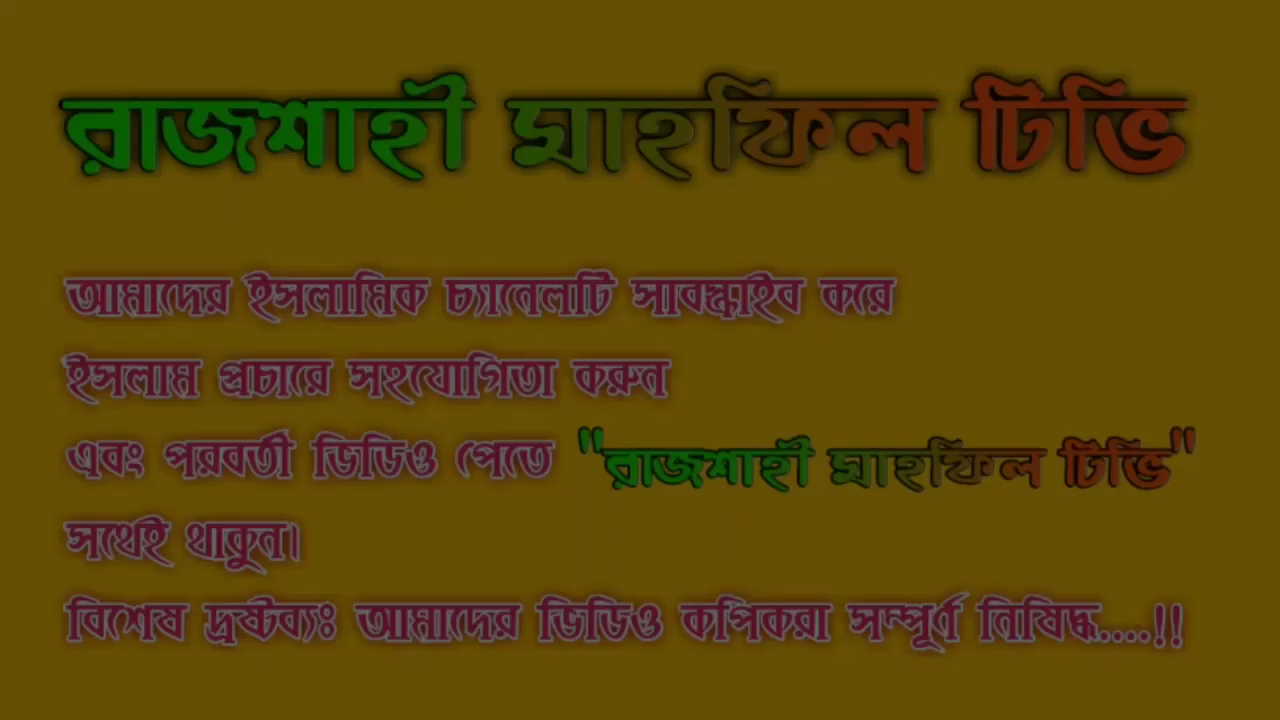 রাজশাহী মাহফিল টিভি
আমাদের ইসলামিক চ্যানেলটি সাবস্ক্রাইব করে
ইসলাম প্রচারে সহযোগিতা করুন
এবং পরবর্তী ভিডিও পেতে "রাজশাহী মাহফিল টিভি"
সথেই থাকুন।
বিশেষ দ্রষ্টব্যঃ আমাদের ভিডিও কপিকরা সম্পূর্ণ নিষিদ্ধ....!!